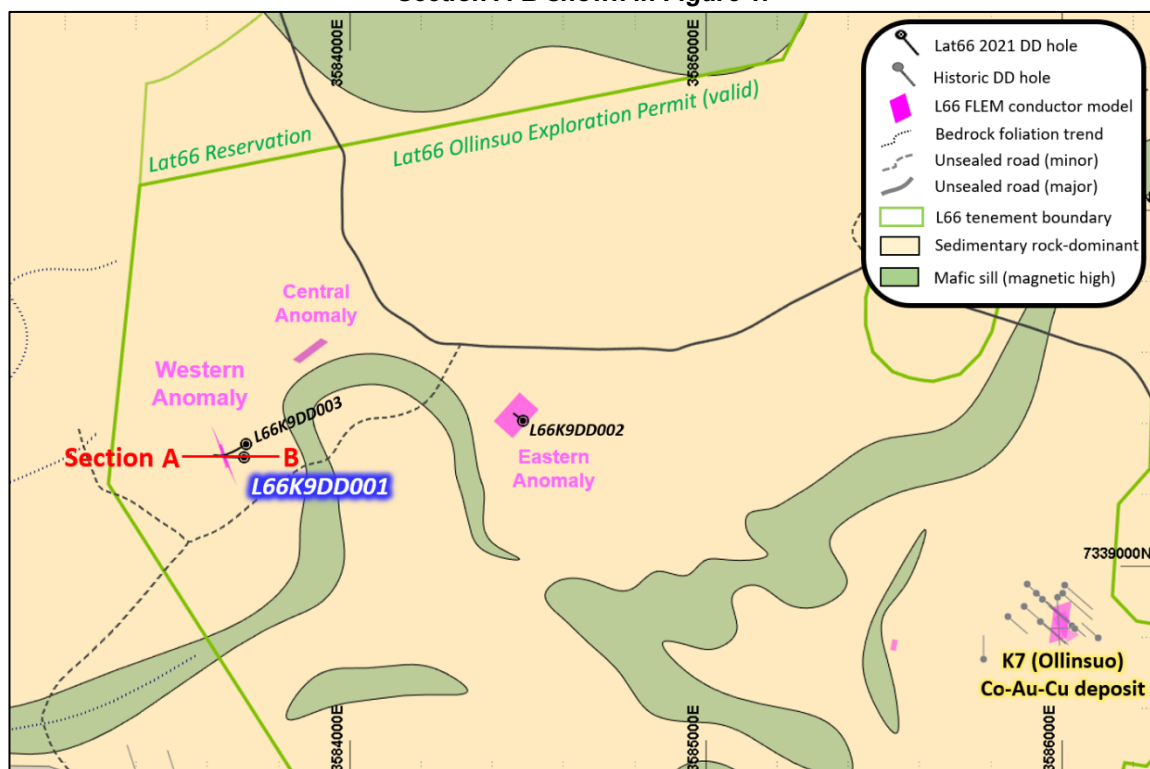 Section A-B shown in Figure 1.
3584000E
3585000E
Lat66 2021 DD hole
Historic DD hole
L66 FLEM conductor model
Bedrock foliation trend
Unsealed road (minor)
Unsealed road (major)
L66 tenement boundary
Sedimentary rock-dominant
Mafic sill (magnetic high)
Lat66 Reservation
Lat66 Ollinsuo Exploration Permit (valid)
Central
Anomaly
Western
Anomaly
L66K9DD003
L66K9DD002
Section A
B
Eastern
Anomaly
L66K9DD001
7339000N
K7 (Ollinsuo)
Co-Au-Cu deposit
3584000E
3585000E
3586000E